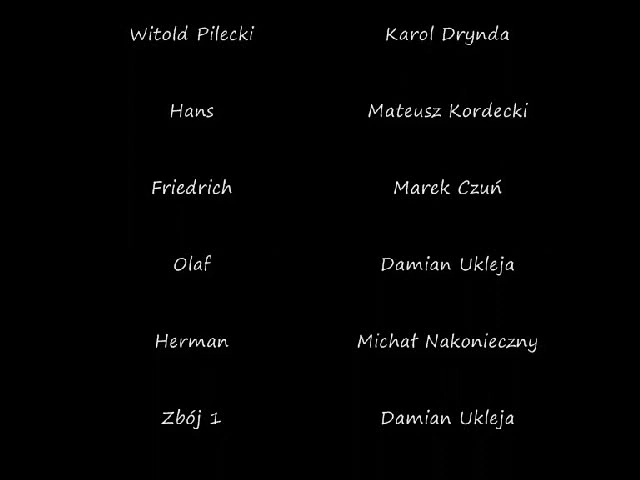 Witold Pilecki Karol Drynda
Hans Mateusz Kordecki
Friedrich Marek Czuń
Olaf Damian Ukleja
Herman Michał Nakonieczny
Zbój 1 Damian Ukleja